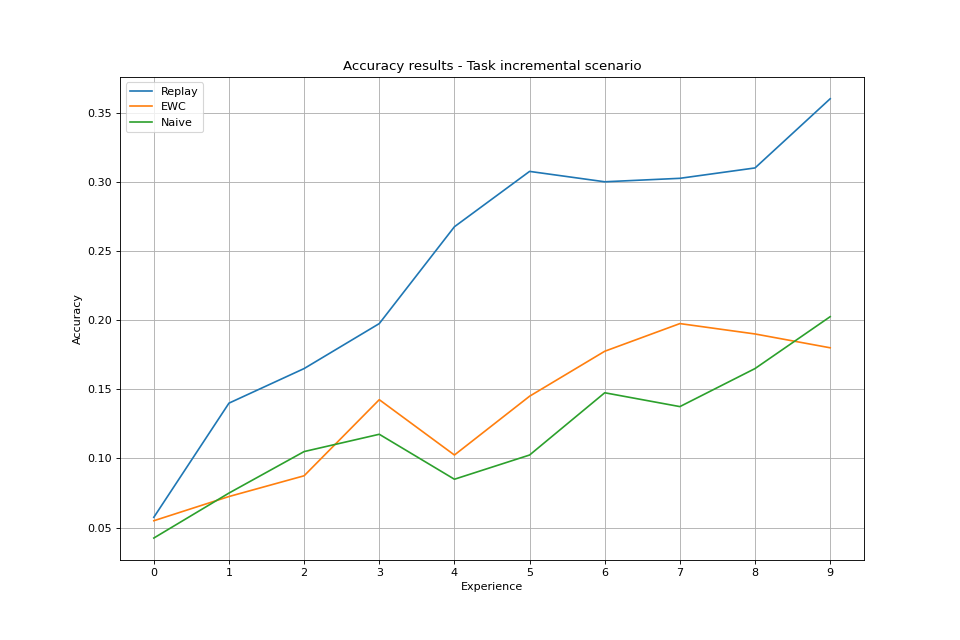 Accuracy results - Task incremental scenario
Replay
EWC
Naive
0.35
0.30
0.25
0.20
0.15
0.10
0.05
Accuracy
0 1 2 3 4 5 6 7 8 9
Experience